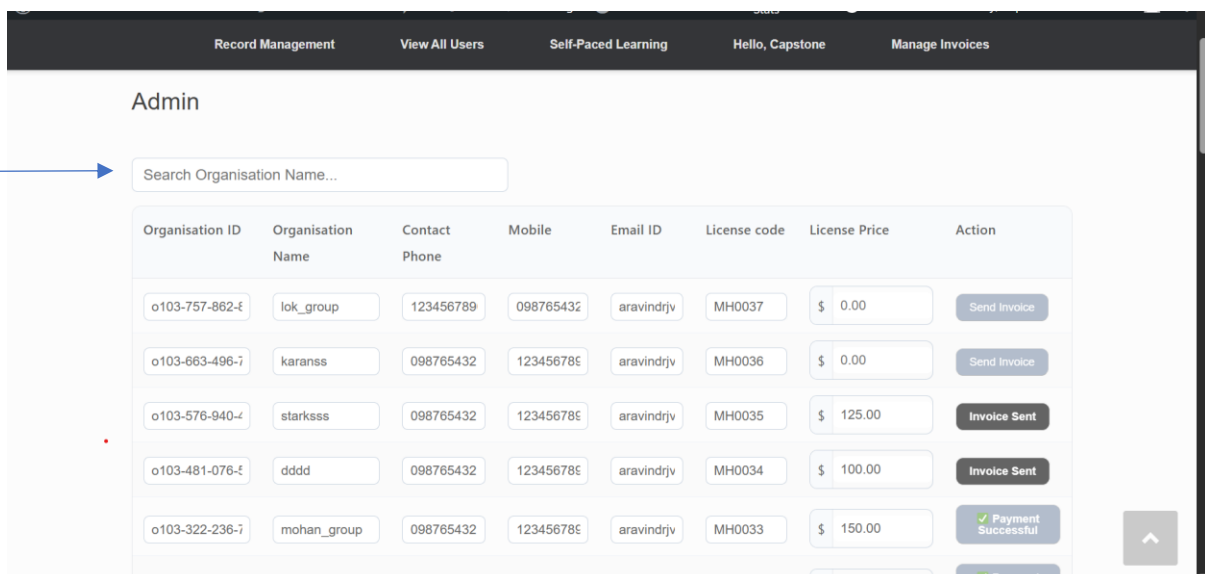 Record Management View All Users Self-Paced Learning Hello, Capstone Manage Invoices
Admin
Search Organisation Name...
Organisation ID Organisation Name Contact Phone Mobile Email ID License code License Price Action
o103-757-862- lok_group 123456789 098765432 aravindrjv MH0037 $ 0.00 Send Invoice
o103-663-496- karanss 098765432 123456789 aravindrjv MH0036 $ 0.00 Send Invoice
o103-576-940- starksss 098765432 123456789 aravindrjv MH0035 $ 125.00 Invoice Sent
o103-481-076- dddd 098765432 123456789 aravindrjv MH0034 $ 100.00 Invoice Sent
o103-322-236- mohan_group 098765432 123456789 aravindrjv MH0033 $ 150.00 ✅ Payment Successful